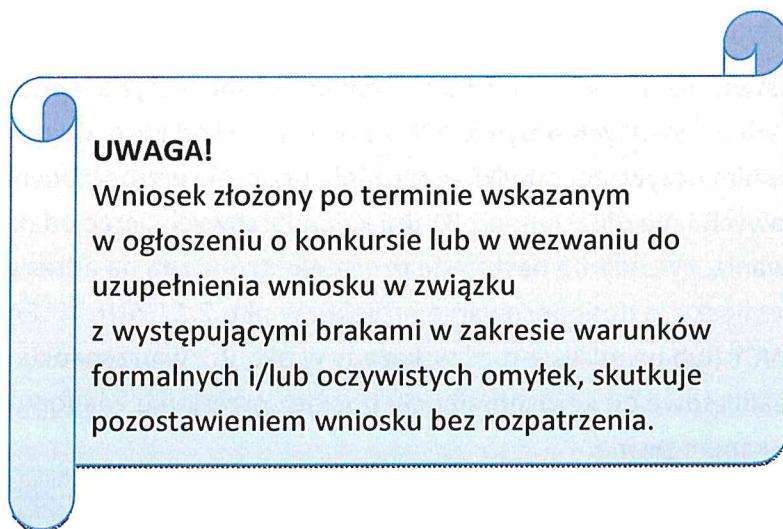 UWAGA!
Wniosek złożony po terminie wskazanym
w ogłoszeniu o konkursie lub w wezwaniu do
uzupełnienia wniosku w związku
z występującymi brakami w zakresie warunków
formalnych i/lub oczywistych omyłek, skutkuje
pozostawieniem wniosku bez rozpatrzenia.